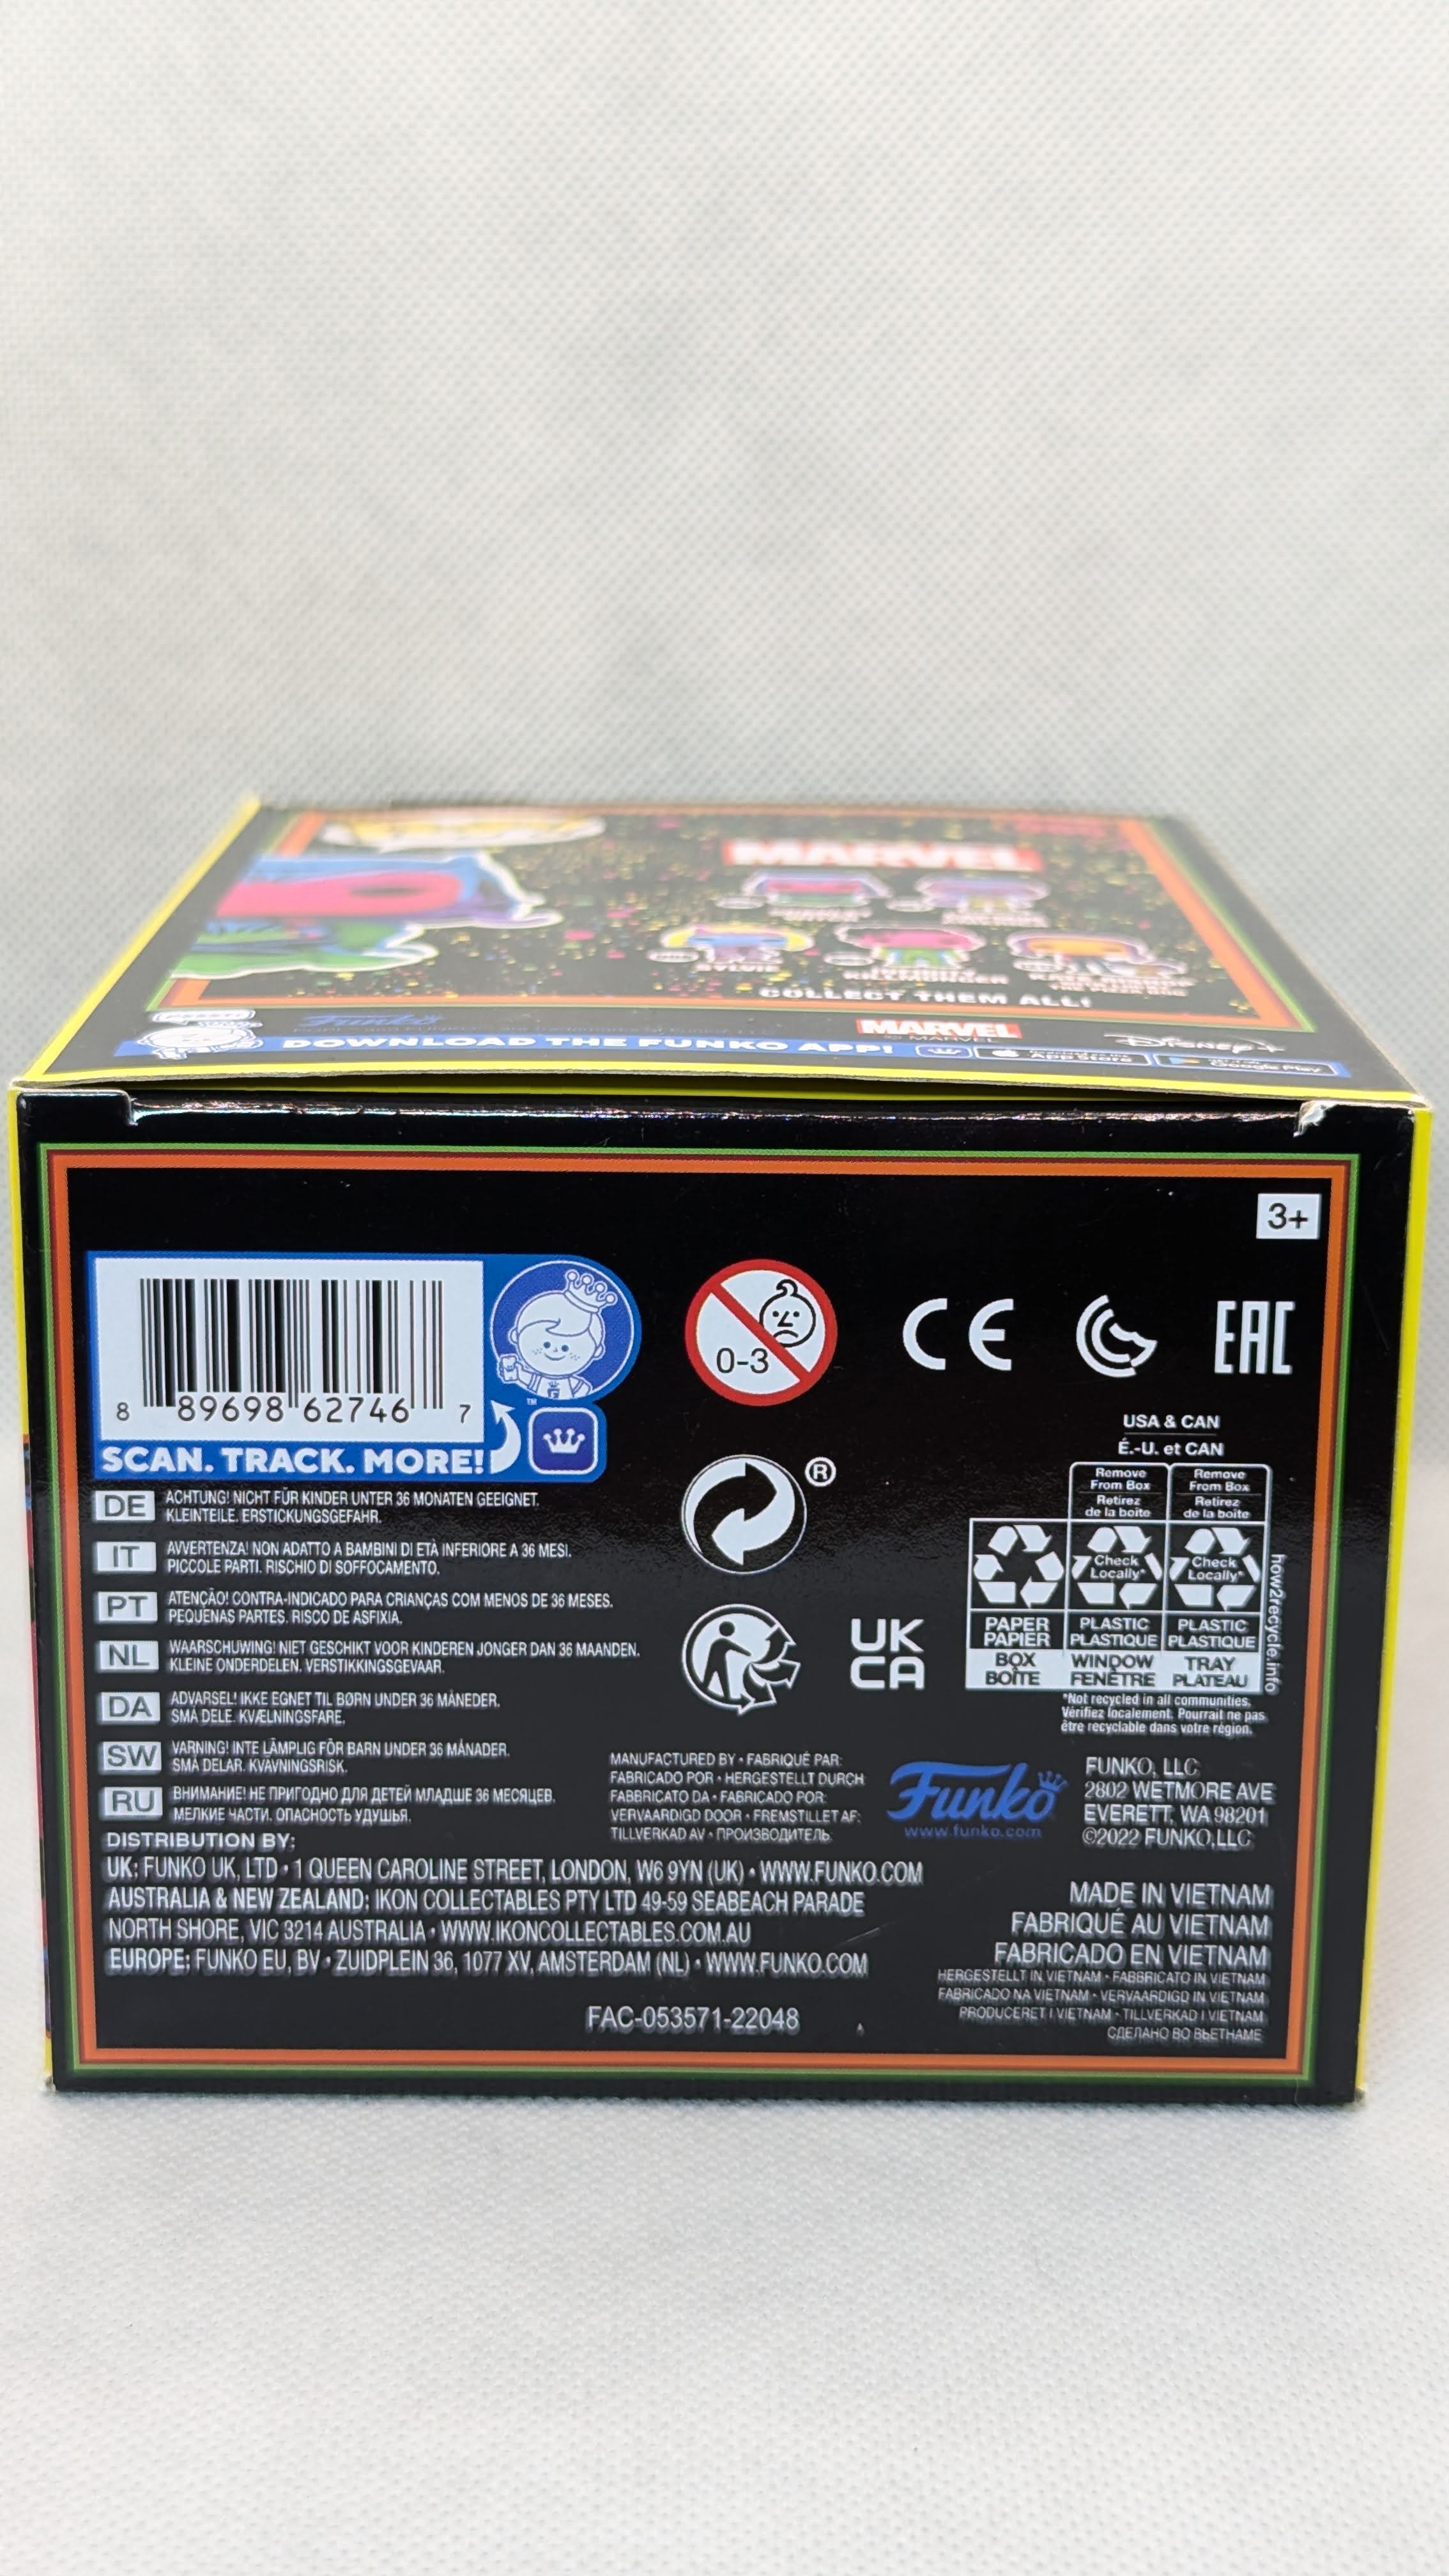 MARVEL
SYLVIE
COLLECT THEM ALL!
Funko
MARVEL
Disney+
DOWNLOAD THE FUNKO APP!
App Store
Google Play
3+
8 89698 62746 7
SCAN. TRACK. MORE!
™
0-3
CE
EAC
®
UK
CA
USA & CAN
É.-U. et CAN
Remove
From Box
Retirez
de la boîte
Remove
From Box
Retirez
de la boîte
Check
Locally*
Check
Locally*
PAPER
PAPIER
PLASTIC
PLASTIQUE
PLASTIC
PLASTIQUE
BOX
BOÎTE
WINDOW
FENÊTRE
TRAY
PLATEAU
how2recycle.info
*Not recycled in all communities.
Vérifiez localement. Pourrait ne pas
être recyclable dans votre région.
DE ACHTUNG! NICHT FÜR KINDER UNTER 36 MONATEN GEEIGNET.
KLEINTEILE. ERSTICKUNGSGEFAHR.
IT AVVERTENZA! NON ADATTO A BAMBINI DI ETÀ INFERIORE A 36 MESI.
PICCOLE PARTI. RISCHIO DI SOFFOCAMENTO.
PT ATENÇÃO! CONTRA-INDICADO PARA CRIANÇAS COM MENOS DE 36 MESES.
PEQUENAS PARTES. RISCO DE ASFIXIA.
NL WAARSCHUWING! NIET GESCHIKT VOOR KINDEREN JONGER DAN 36 MAANDEN.
KLEINE ONDERDELEN. VERSTIKKINGSGEVAAR.
DA ADVARSEL! IKKE EGNET TIL BØRN UNDER 36 MÅNEDER.
SMÅ DELE. KVÆLNINGSFARE.
SW VARNING! INTE LÄMPLIG FÖR BARN UNDER 36 MÅNADER.
SMÅ DELAR. KVÄVNINGSRISK.
RU ВНИМАНИЕ! НЕ ПРИГОДНО ДЛЯ ДЕТЕЙ МЛАДШЕ 36 МЕСЯЦЕВ.
МЕЛКИЕ ЧАСТИ. ОПАСНОСТЬ УДУШЬЯ.
MANUFACTURED BY • FABRIQUÉ PAR:
FABRICADO POR • HERGESTELLT DURCH
FABBRICATO DA • FABRICADO POR:
VERVAARDIGD DOOR • FREMSTILLET AF:
TILLVERKAD AV • ПРОИЗВОДИТЕЛЬ
Funko
www.funko.com
FUNKO, LLC
2802 WETMORE AVE
EVERETT, WA 98201
©2022 FUNKO, LLC
DISTRIBUTION BY:
UK: FUNKO UK, LTD • 1 QUEEN CAROLINE STREET, LONDON, W6 9YN (UK) • WWW.FUNKO.COM
AUSTRALIA & NEW ZEALAND: IKON COLLECTABLES PTY LTD 49-59 SEABEACH PARADE
NORTH SHORE, VIC 3214 AUSTRALIA • WWW.IKONCOLLECTABLES.COM.AU
EUROPE: FUNKO EU, BV • ZUIDPLEIN 36, 1077 XV, AMSTERDAM (NL) • WWW.FUNKO.COM
MADE IN VIETNAM
FABRIQUÉ AU VIETNAM
FABRICADO EN VIETNAM
HERGESTELLT IN VIETNAM • FABBRICATO IN VIETNAM
FABRICADO NA VIETNAM • VERVAARDIGD IN VIETNAM
PRODUCERET I VIETNAM • TILLVERKAD I VIETNAM
СДЕЛАНО ВО ВЬЕТНАМЕ
FAC-053571-22048